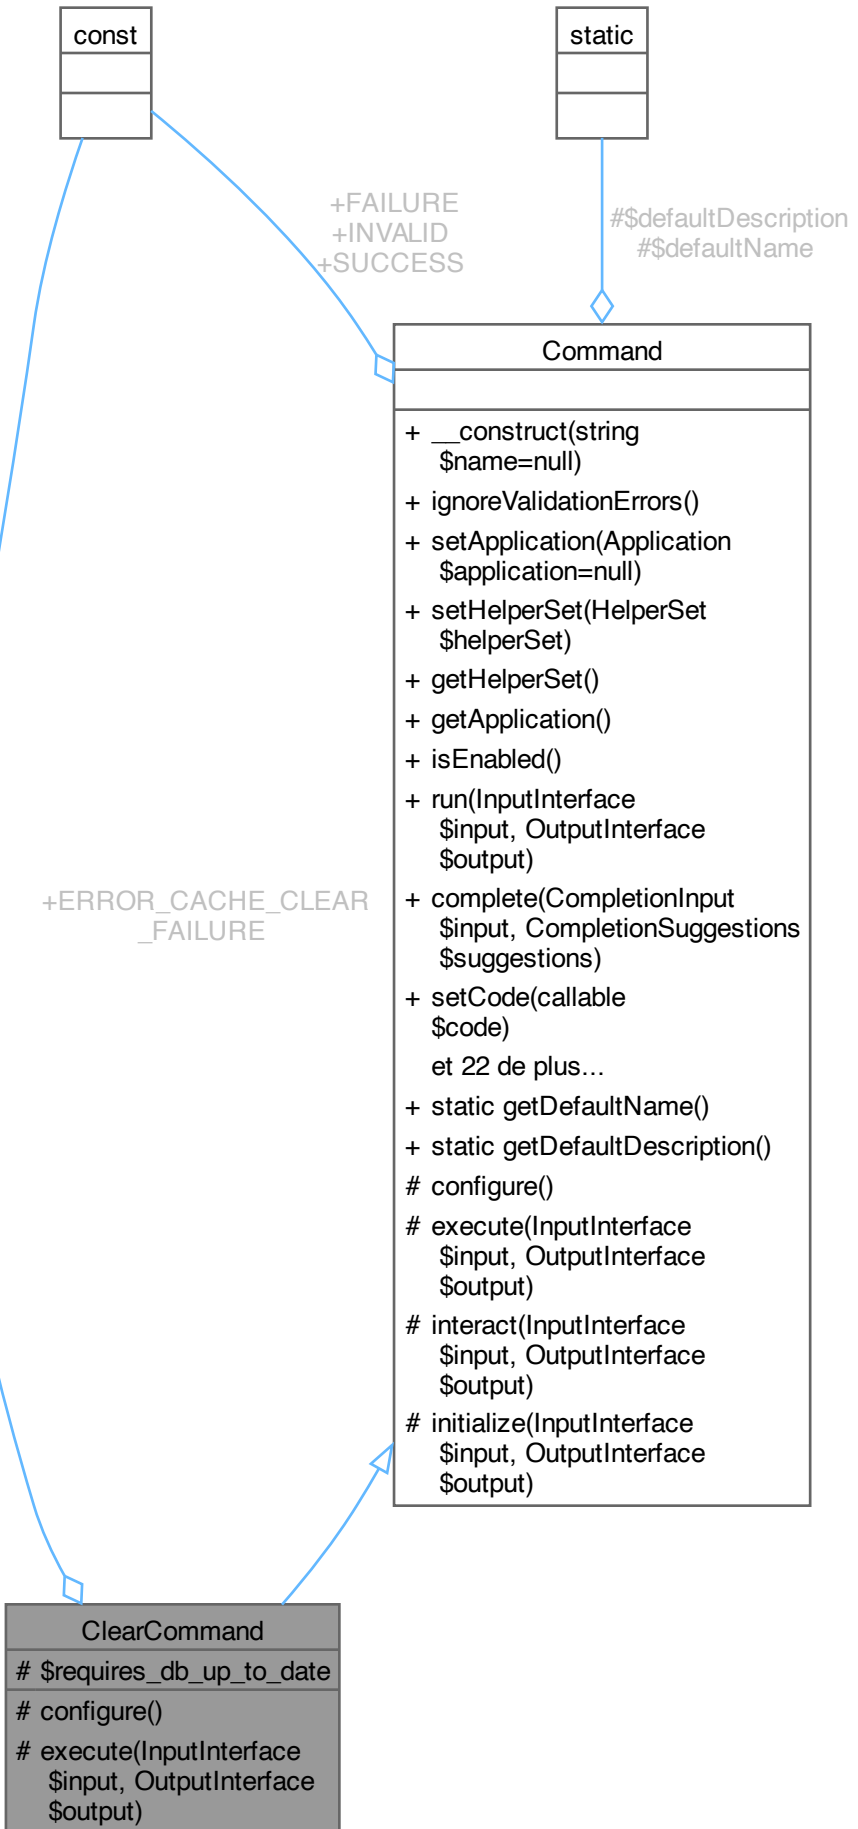 const
static
+FAILURE
+INVALID
+SUCCESS
#$defaultDescription
#$defaultName
Command
+ __construct(string
$name=null)
+ ignoreValidationErrors()
+ setApplication(Application
$application=null)
+ setHelperSet(HelperSet
$helperSet)
+ getHelperSet()
+ getApplication()
+ isEnabled()
+ run(InputInterface
$input, OutputInterface
$output)
+ complete(CompletionInput
$input, CompletionSuggestions
$suggestions)
+ setCode(callable
$code)
et 22 de plus...
+ static getDefaultName()
+ static getDefaultDescription()
# configure()
# execute(InputInterface
$input, OutputInterface
$output)
# interact(InputInterface
$input, OutputInterface
$output)
# initialize(InputInterface
$input, OutputInterface
$output)
+ERROR_CACHE_CLEAR
_FAILURE
ClearCommand
# $requires_db_up_to_date
# configure()
# execute(InputInterface
$input, OutputInterface
$output)